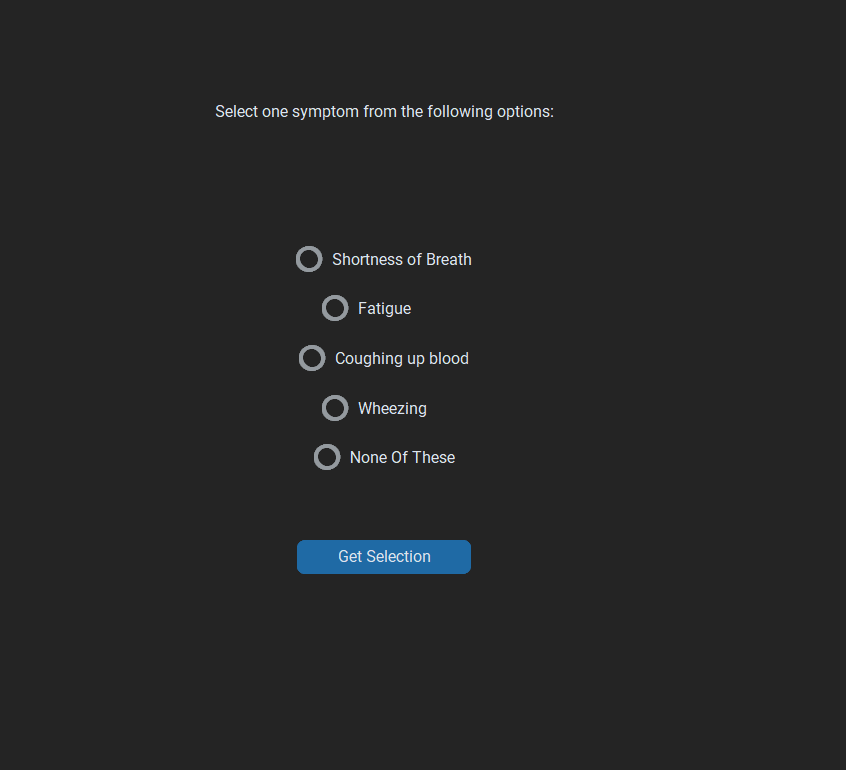 Select one symptom from the following options:
Shortness of Breath
Fatigue
Coughing up blood
Wheezing
None Of These
Get Selection